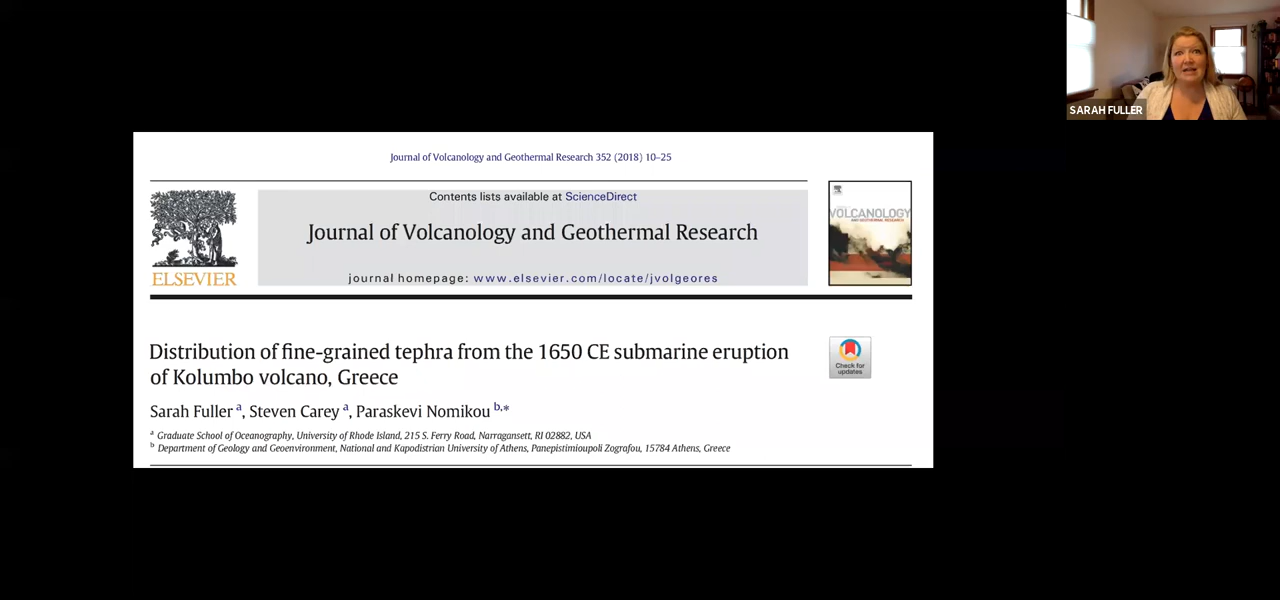 SARAH FULLER
Journal of Volcanology and Geothermal Research 352 (2018) 10–25
Contents lists available at ScienceDirect
Journal of Volcanology and Geothermal Research
journal homepage: www.elsevier.com/locate/jvolgeores
ELSEVIER
VOLCANOLOGY
AND GEOTHERMAL RESEARCH
Distribution of fine-grained tephra from the 1650 CE submarine eruption
of Kolumbo volcano, Greece
Check for
updates
Sarah Fuller a, Steven Carey a, Paraskevi Nomikou b,*
a Graduate School of Oceanography, University of Rhode Island, 215 S. Ferry Road, Narragansett, RI 02882, USA
b Department of Geology and Geoenvironment, National and Kapodistrian University of Athens, Panepistimioupoli Zografou, 15784 Athens, Greece